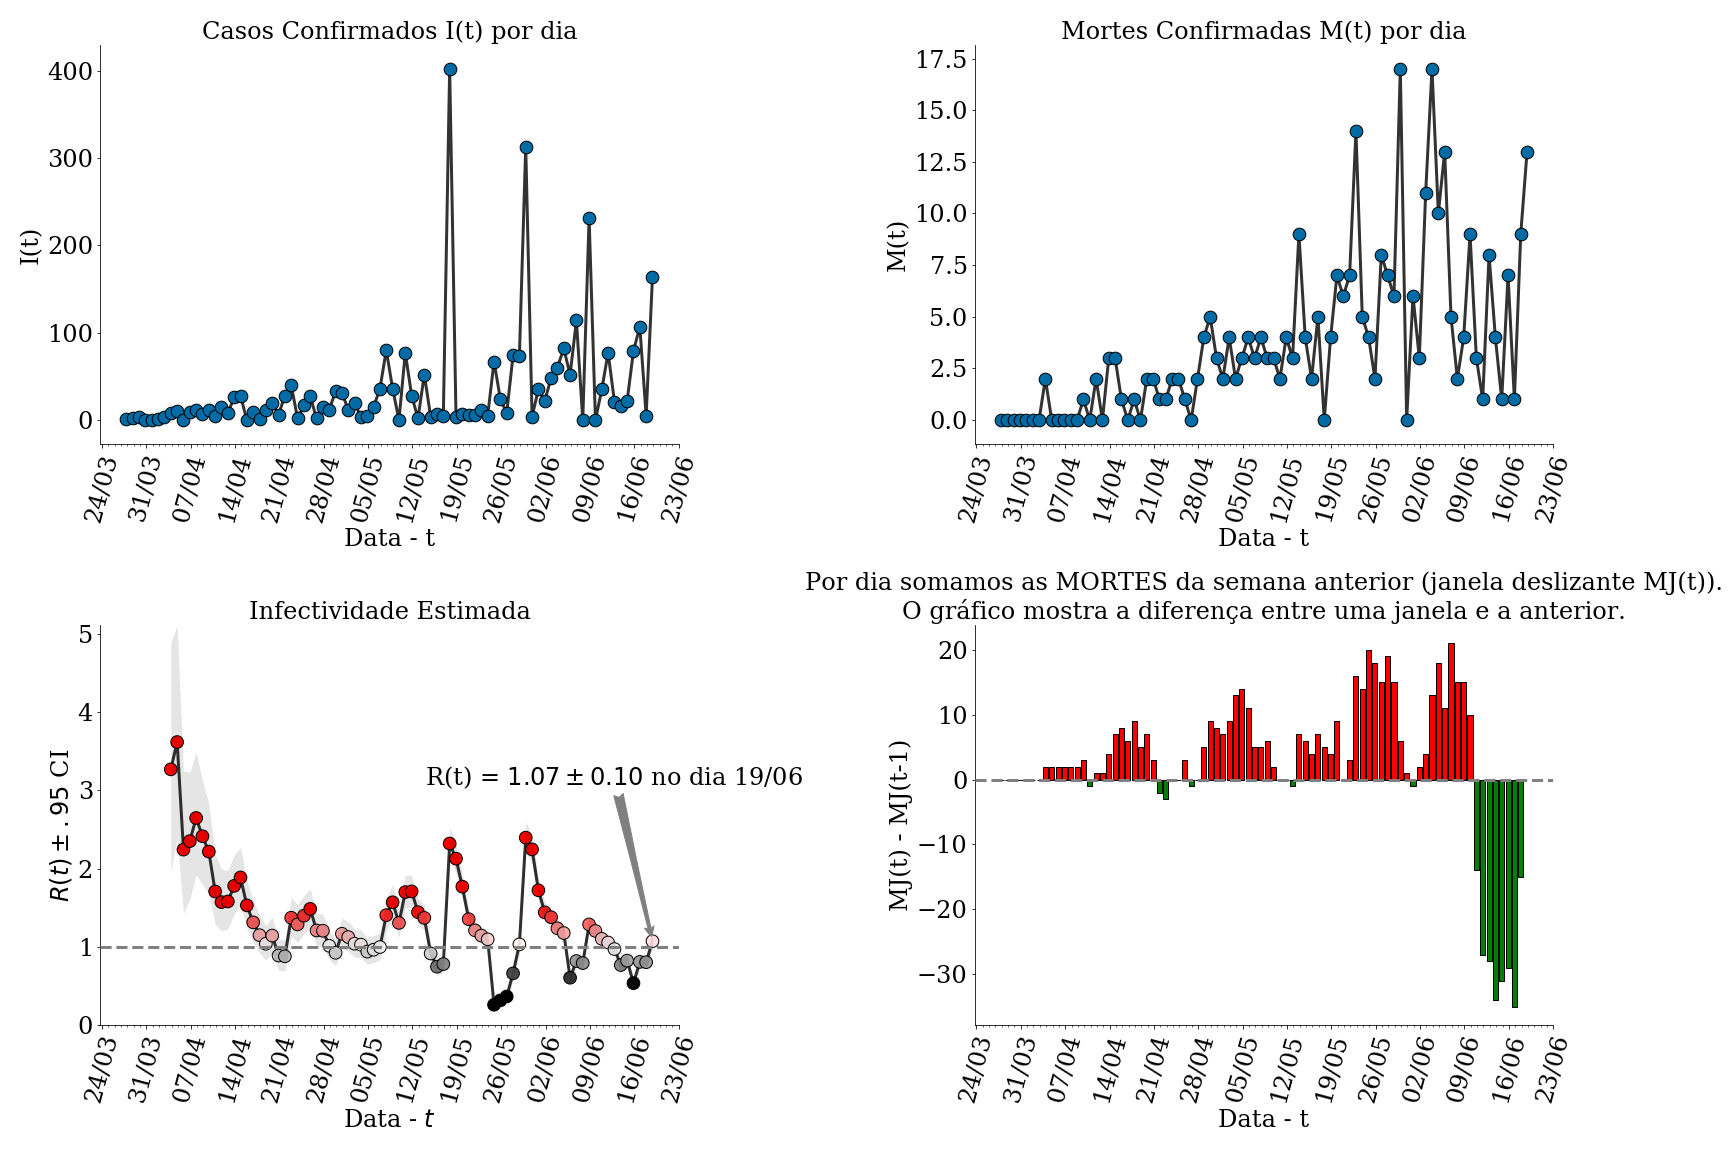 Casos Confirmados I(t) por dia
I(t)
400
300
200
100
0
24/03 31/03 07/04 14/04 21/04 28/04 05/05 12/05 19/05 26/05 02/06 09/06 16/06 23/06
Data - t
Mortes Confirmadas M(t) por dia
M(t)
17.5
15.0
12.5
10.0
7.5
5.0
2.5
0.0
24/03 31/03 07/04 14/04 21/04 28/04 05/05 12/05 19/05 26/05 02/06 09/06 16/06 23/06
Data - t
Infectividade Estimada
R(t) ± .95 CI
5
4
3
2
1
0
R(t) = 1.07 ± 0.10 no dia 19/06
24/03 31/03 07/04 14/04 21/04 28/04 05/05 12/05 19/05 26/05 02/06 09/06 16/06 23/06
Data - t
Por dia somamos as MORTES da semana anterior (janela deslizante MJ(t)).
O gráfico mostra a diferença entre uma janela e a anterior.
MJ(t) - MJ(t-1)
20
10
0
−10
−20
−30
24/03 31/03 07/04 14/04 21/04 28/04 05/05 12/05 19/05 26/05 02/06 09/06 16/06 23/06
Data - t